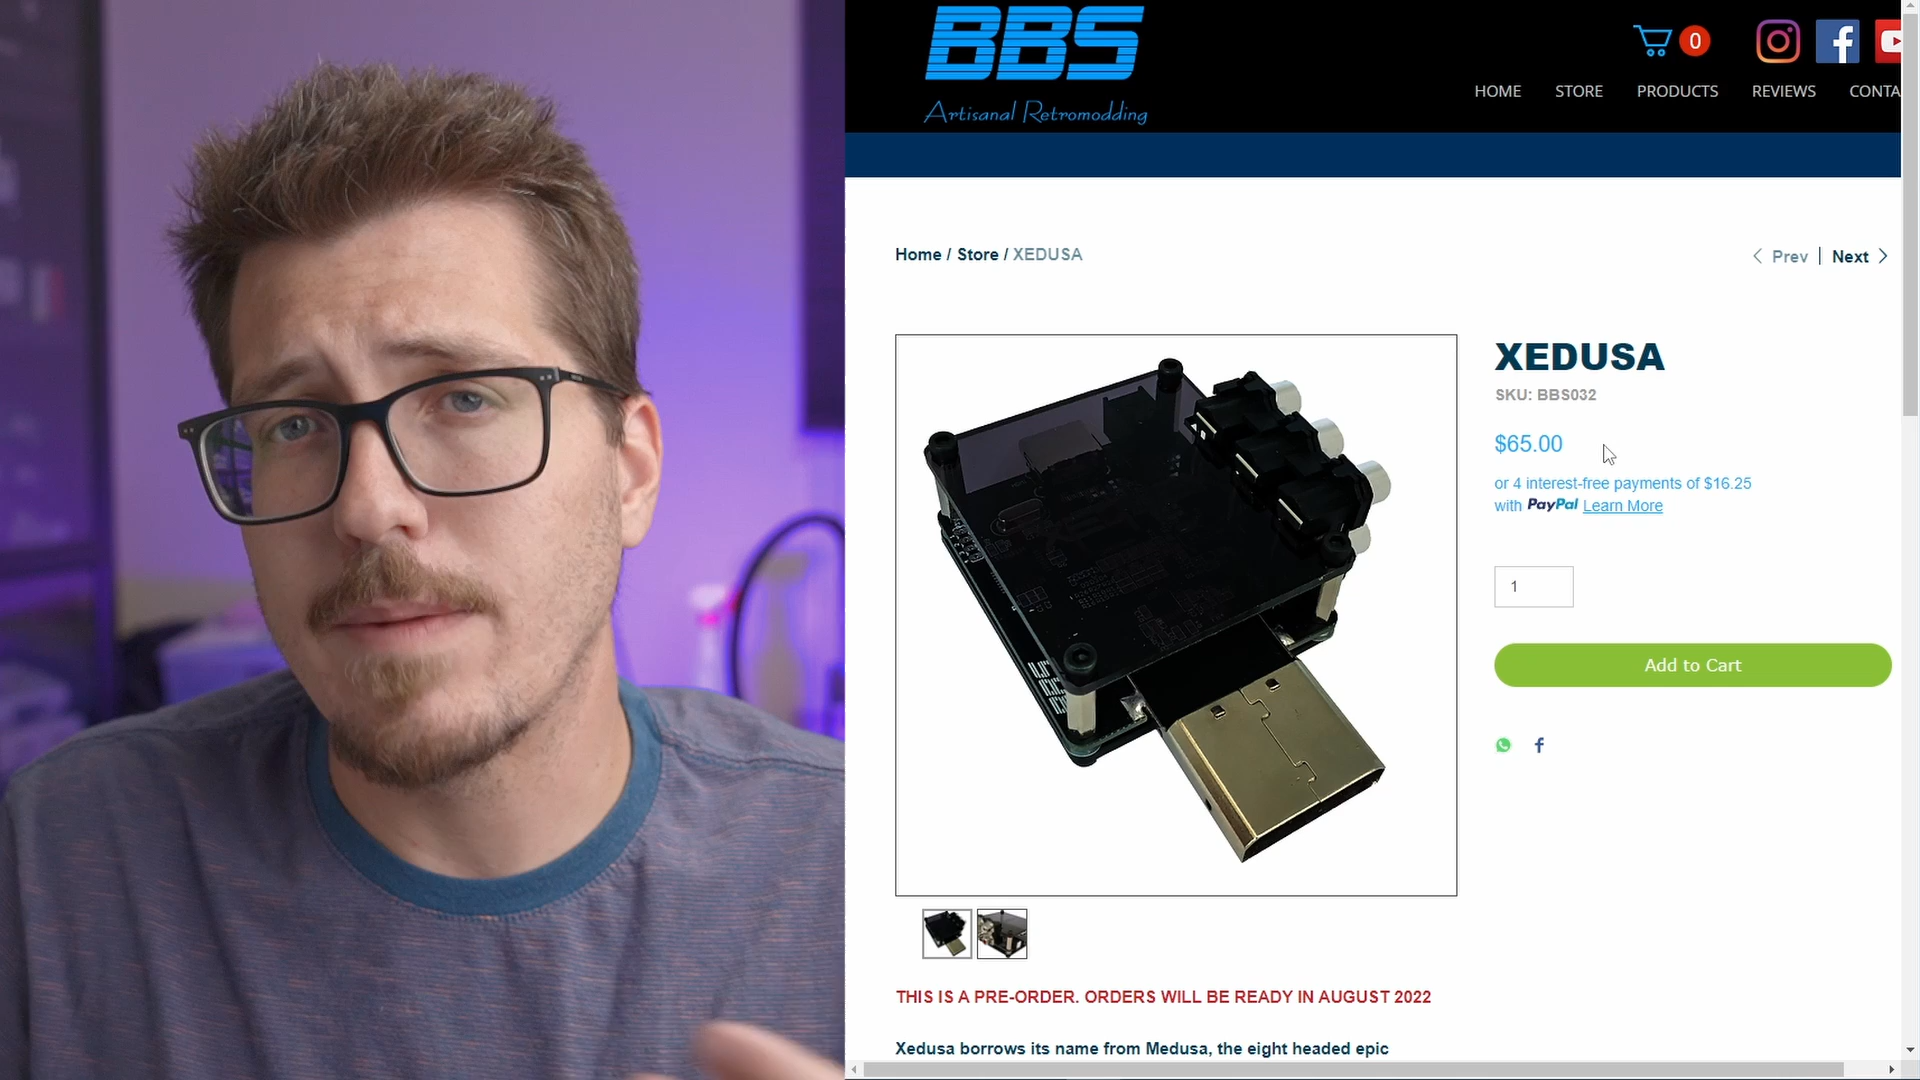 BBS
Artisanal Retromodding
0
HOME STORE PRODUCTS REVIEWS CONTA
Home / Store / XEDUSA
Prev | Next
XEDUSA
SKU: BBS032
$65.00
or 4 interest-free payments of $16.25
with PayPal Learn More
1
Add to Cart
BBS
THIS IS A PRE-ORDER. ORDERS WILL BE READY IN AUGUST 2022
Xedusa borrows its name from Medusa, the eight headed epic